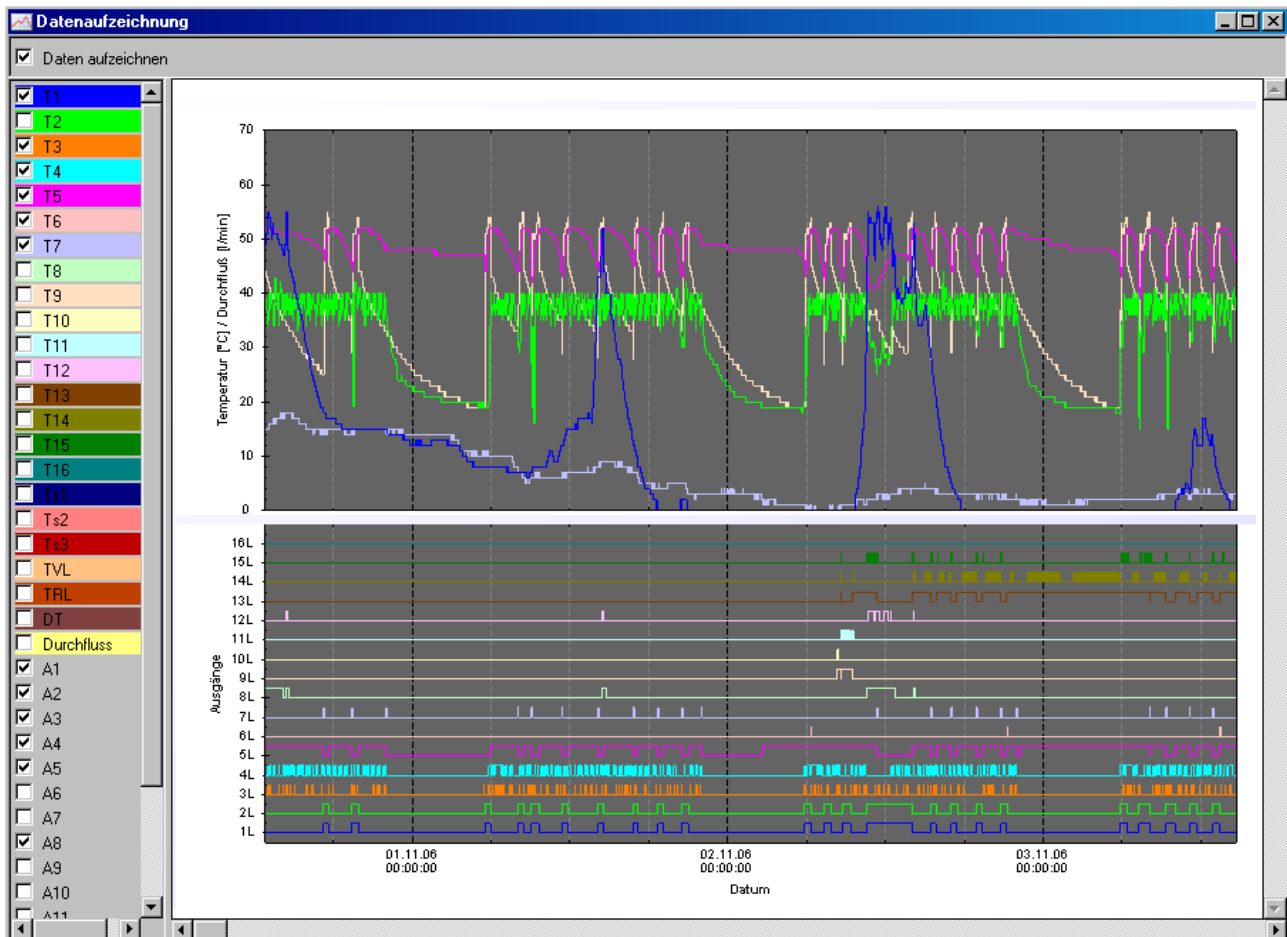 Datenaufzeichnung
Daten aufzeichnen
T1
T2
T3
T4
T5
T6
T7
T8
T9
T10
T11
T12
T13
T14
T15
T16
Ts1
Ts2
Ts3
TVL
TRL
DT
Durchfluss
A1
A2
A3
A4
A5
A6
A7
A8
A9
A10
A11
Temperatur [°C] / Durchfluß [l/min]
70
60
50
40
30
20
10
0
Ausgänge
16L
15L
14L
13L
12L
11L
10L
9L
8L
7L
6L
5L
4L
3L
2L
1L
01.11.06
00:00:00
02.11.06
00:00:00
03.11.06
00:00:00
Datum